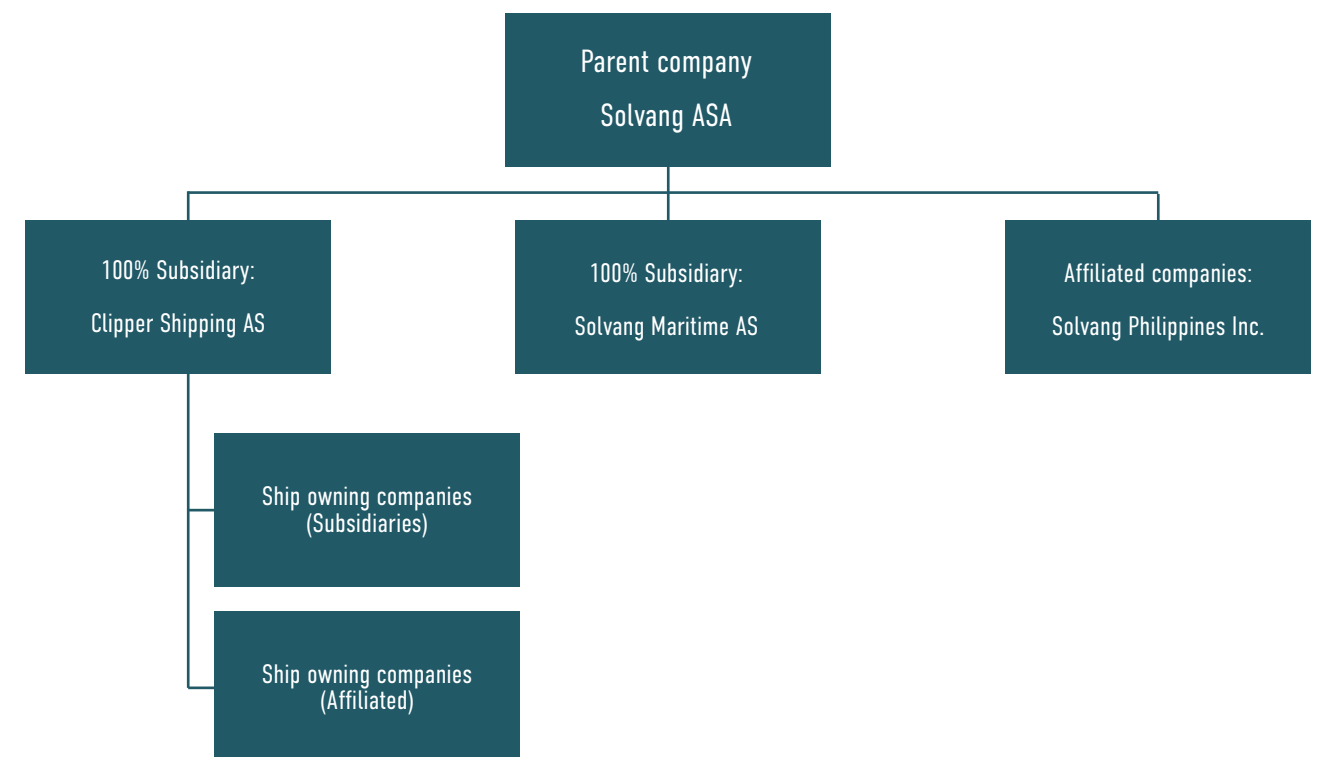 Parent company
Solvang ASA
100% Subsidiary:
Clipper Shipping AS
100% Subsidiary:
Solvang Maritime AS
Affiliated companies:
Solvang Philippines Inc.
Ship owning companies
(Subsidiaries)
Ship owning companies
(Affiliated)